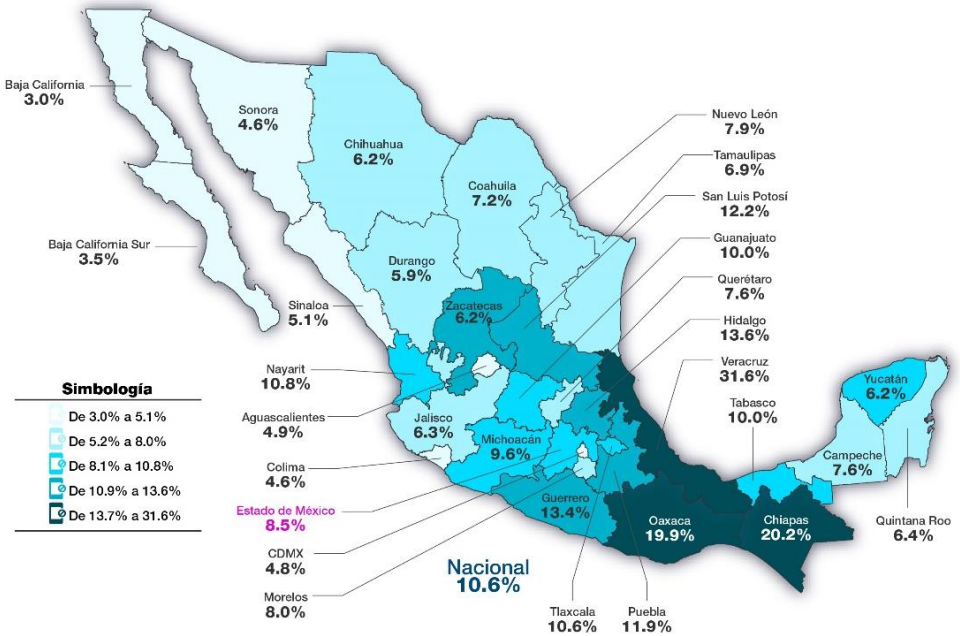 Baja California
3.0%
Sonora
4.6%
Chihuahua
6.2%
Coahuila
7.2%
Nuevo León
7.9%
Tamaulipas
6.9%
San Luis Potosí
12.2%
Guanajuato
10.0%
Querétaro
7.6%
Hidalgo
13.6%
Veracruz
31.6%
Tabasco
10.0%
Baja California Sur
3.5%
Durango
5.9%
Sinaloa
5.1%
Zacatecas
6.2%
Nayarit
10.8%
Aguascalientes
4.9%
Jalisco
6.3%
Colima
4.6%
Michoacán
9.6%
Estado de México
8.5%
CDMX
4.8%
Morelos
8.0%
Guerrero
13.4%
Oaxaca
19.9%
Chiapas
20.2%
Yucatán
6.2%
Campeche
7.6%
Quintana Roo
6.4%
Tlaxcala
10.6%
Puebla
11.9%
Nacional
10.6%
Simbología
De 3.0% a 5.1%
De 5.2% a 8.0%
De 8.1% a 10.8%
De 10.9% a 13.6%
De 13.7% a 31.6%